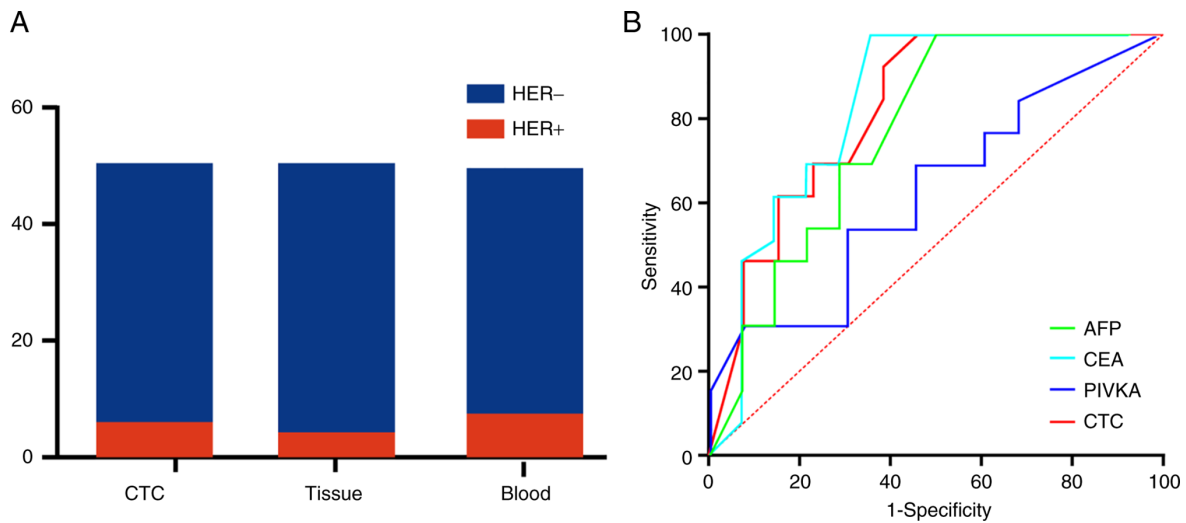 A
HER–
HER+
60
40
20
0
CTC Tissue Blood
B
100
80
60
40
20
0
Sensitivity
AFP
CEA
PIVKA
CTC
0 20 40 60 80 100
1-Specificity